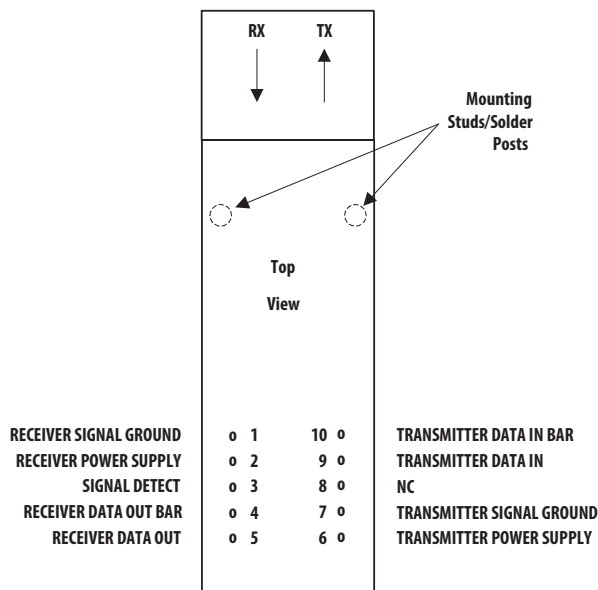 RX TX
Mounting
Studs/Solder
Posts
Top
View
RECEIVER SIGNAL GROUND o 1 10 o TRANSMITTER DATA IN BAR
RECEIVER POWER SUPPLY o 2 9 o TRANSMITTER DATA IN
SIGNAL DETECT o 3 8 o NC
RECEIVER DATA OUT BAR o 4 7 o TRANSMITTER SIGNAL GROUND
RECEIVER DATA OUT o 5 6 o TRANSMITTER POWER SUPPLY